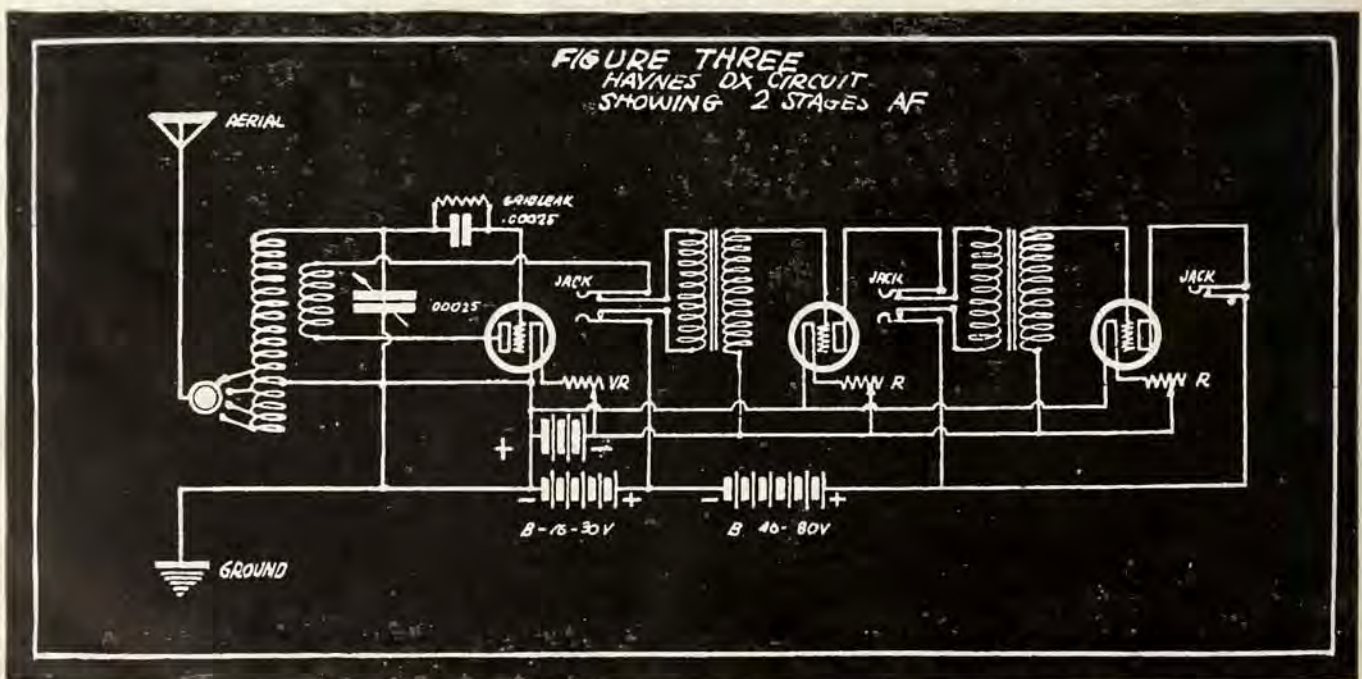 FIGURE THREE
HAYNES DX CIRCUIT
SHOWING 2 STAGES AF
AERIAL
GRIDLEAK
.00025
.00025
JACK
JACK
JACK
VR
R
R
+ -
- +
- +
B-16-30V
B 40-80V
GROUND